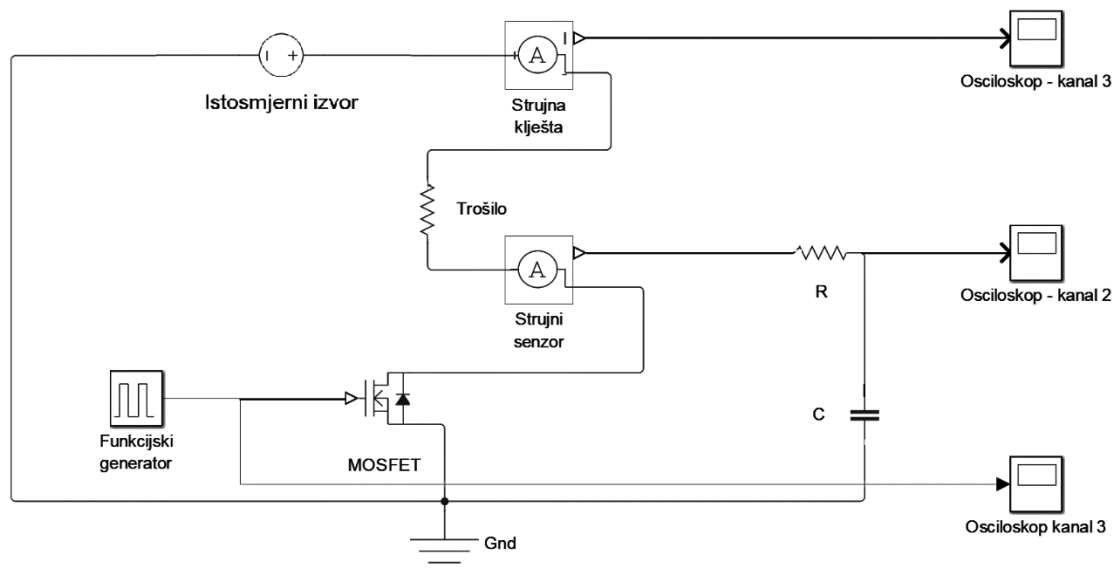 Osciloskop - kanal 3
Istosmjerni izvor
Strujna
kliješta
Trošilo
Osciloskop - kanal 2
R
Strujni
senzor
C
Funkcijski
generator
MOSFET
Osciloskop kanal 3
Gnd